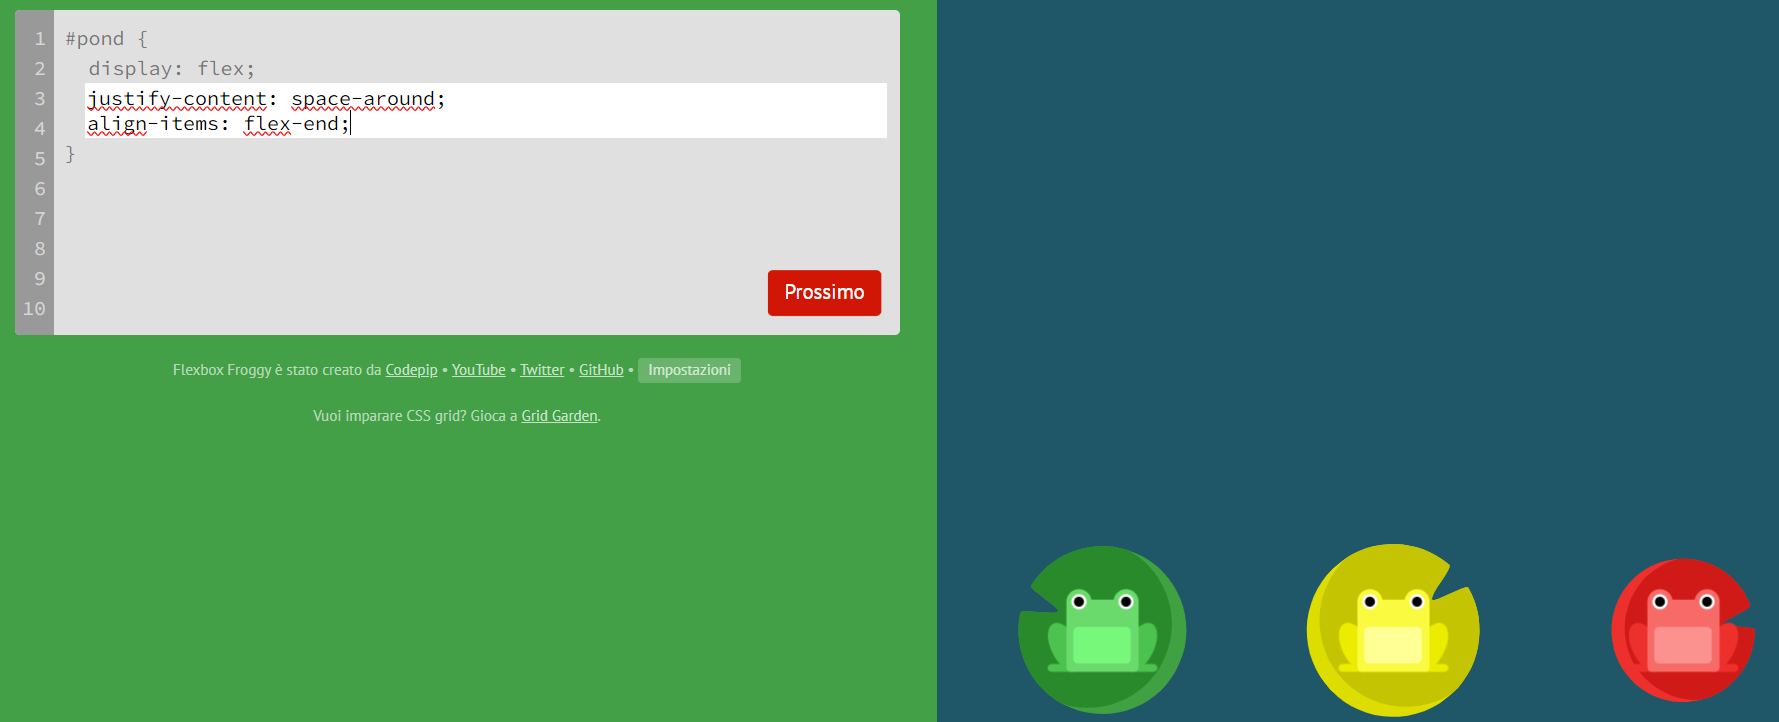 1 #pond {
2 display: flex;
3 justify-content: space-around;
4 align-items: flex-end;
5 }
6
7
8
9
10
Prossimo
Flexbox Froggy è stato creato da Codepip • YouTube • Twitter • GitHub • Impostazioni
Vuoi imparare CSS grid? Gioca a Grid Garden.